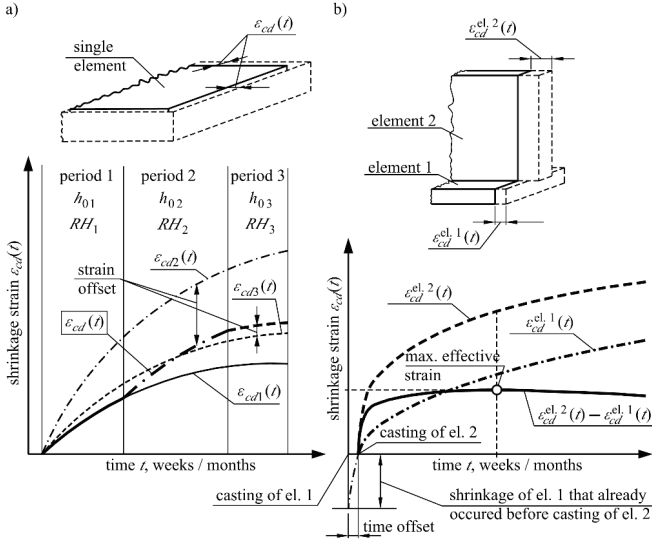 a)
single
element
ε_cd(t)
period 1
period 2
period 3
h_01
h_02
h_03
RH_1
RH_2
RH_3
strain
offset
ε_cd2(t)
ε_cd3(t)
ε_cd(t)
ε_cd1(t)
shrinkage strain ε_cd(t)
time t, weeks / months
b)
ε_cd^el. 2(t)
element 2
element 1
ε_cd^el. 1(t)
shrinkage strain ε_cd(t)
ε_cd^el. 2(t)
ε_cd^el. 1(t)
max. effective
strain
ε_cd^el. 2(t) – ε_cd^el. 1(t)
casting of el. 2
time t, weeks / months
casting of el. 1
shrinkage of el. 1 that already
occured before casting of el. 2
time offset